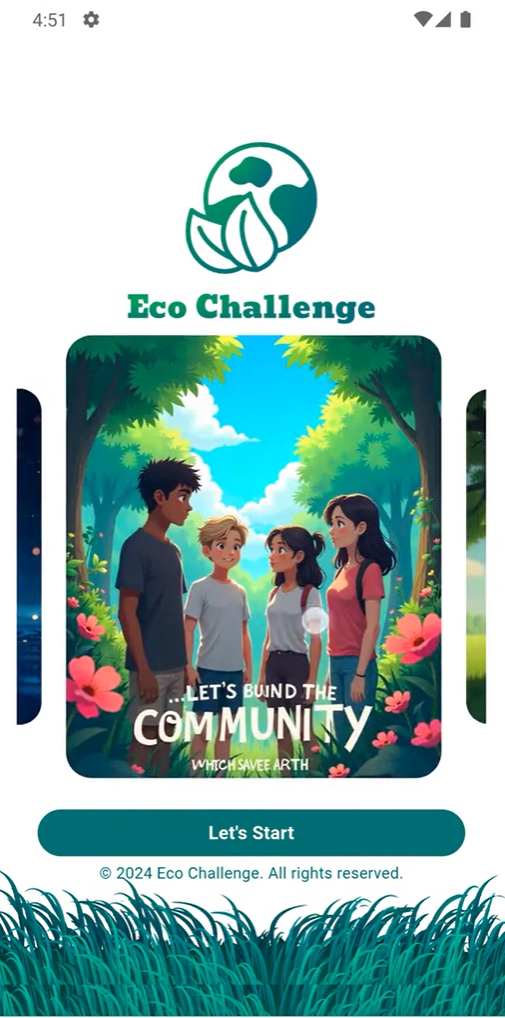 4:51
Eco Challenge
...LET'S BUIND THE
COMMUNITY
WHICH SAVEE ARTH
Let's Start
© 2024 Eco Challenge. All rights reserved.